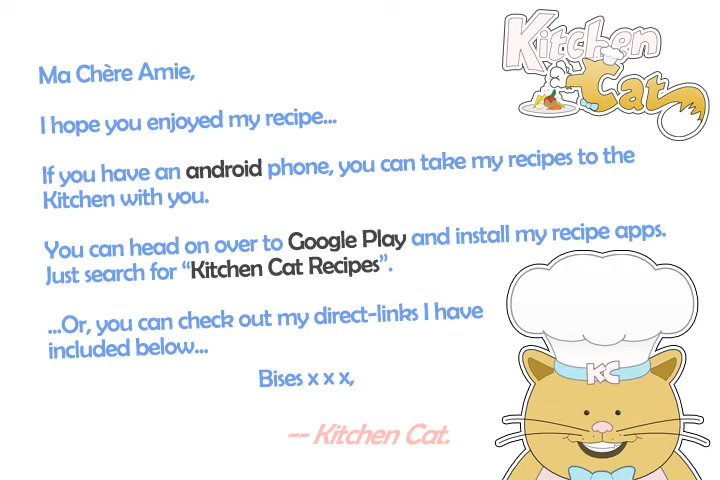 Kitchen
Cat
Ma Chère Amie,
I hope you enjoyed my recipe...
If you have an android phone, you can take my recipes to the
Kitchen with you.
You can head on over to Google Play and install my recipe apps.
Just search for “Kitchen Cat Recipes”.
...Or, you can check out my direct-links I have
included below...
Bises x x x,
-- Kitchen Cat.
KC